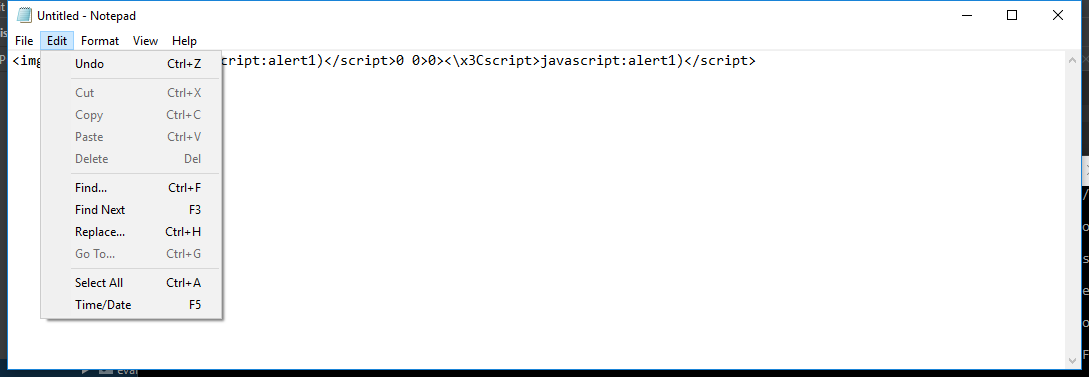 Untitled - Notepad
File Edit Format View Help
<img cript:alert1)</script>0 0>0><\x3Cscript>javascript:alert1)</script>
Undo Ctrl+Z
Cut Ctrl+X
Copy Ctrl+C
Paste Ctrl+V
Delete Del
Find... Ctrl+F
Find Next F3
Replace... Ctrl+H
Go To... Ctrl+G
Select All Ctrl+A
Time/Date F5
eval